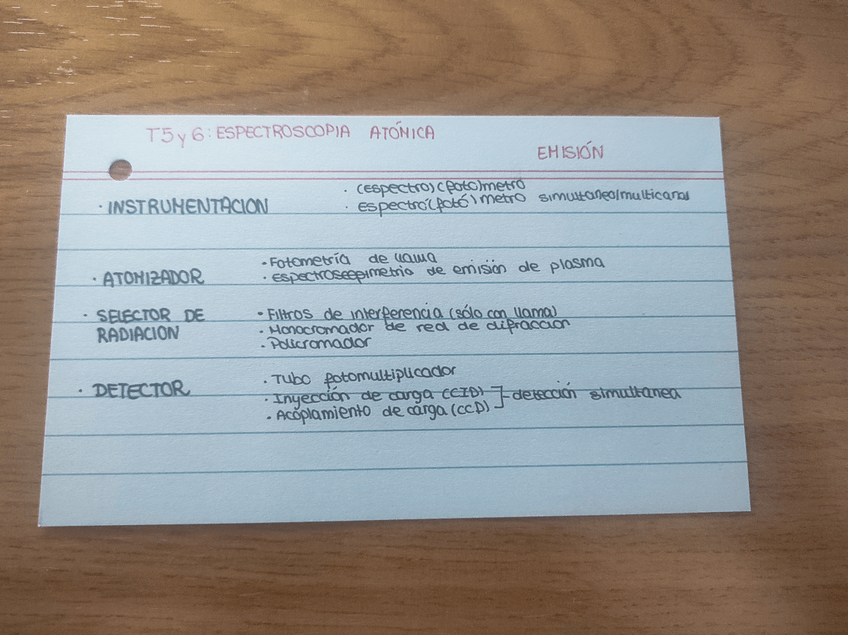 T5 y 6: ESPECTROSCOPIA ATÓMICA
EMISIÓN
· INSTRUMENTACION
· (espectro)(foto)metro
· espectro(foto)metro simultaneo/multicanal
· ATOMIZADOR
· Fotometría de llama
· espectroscopimetria de emisión de plasma
· SELECTOR DE RADIACION
· Filtros de interferencia (sólo con llama)
· Monocromador de red de difracción
· Policromador
· DETECTOR
· Tubo fotomultiplicador
· Inyección de carga (CID)
· Acoplamiento de carga (CCD)
detección simultanea